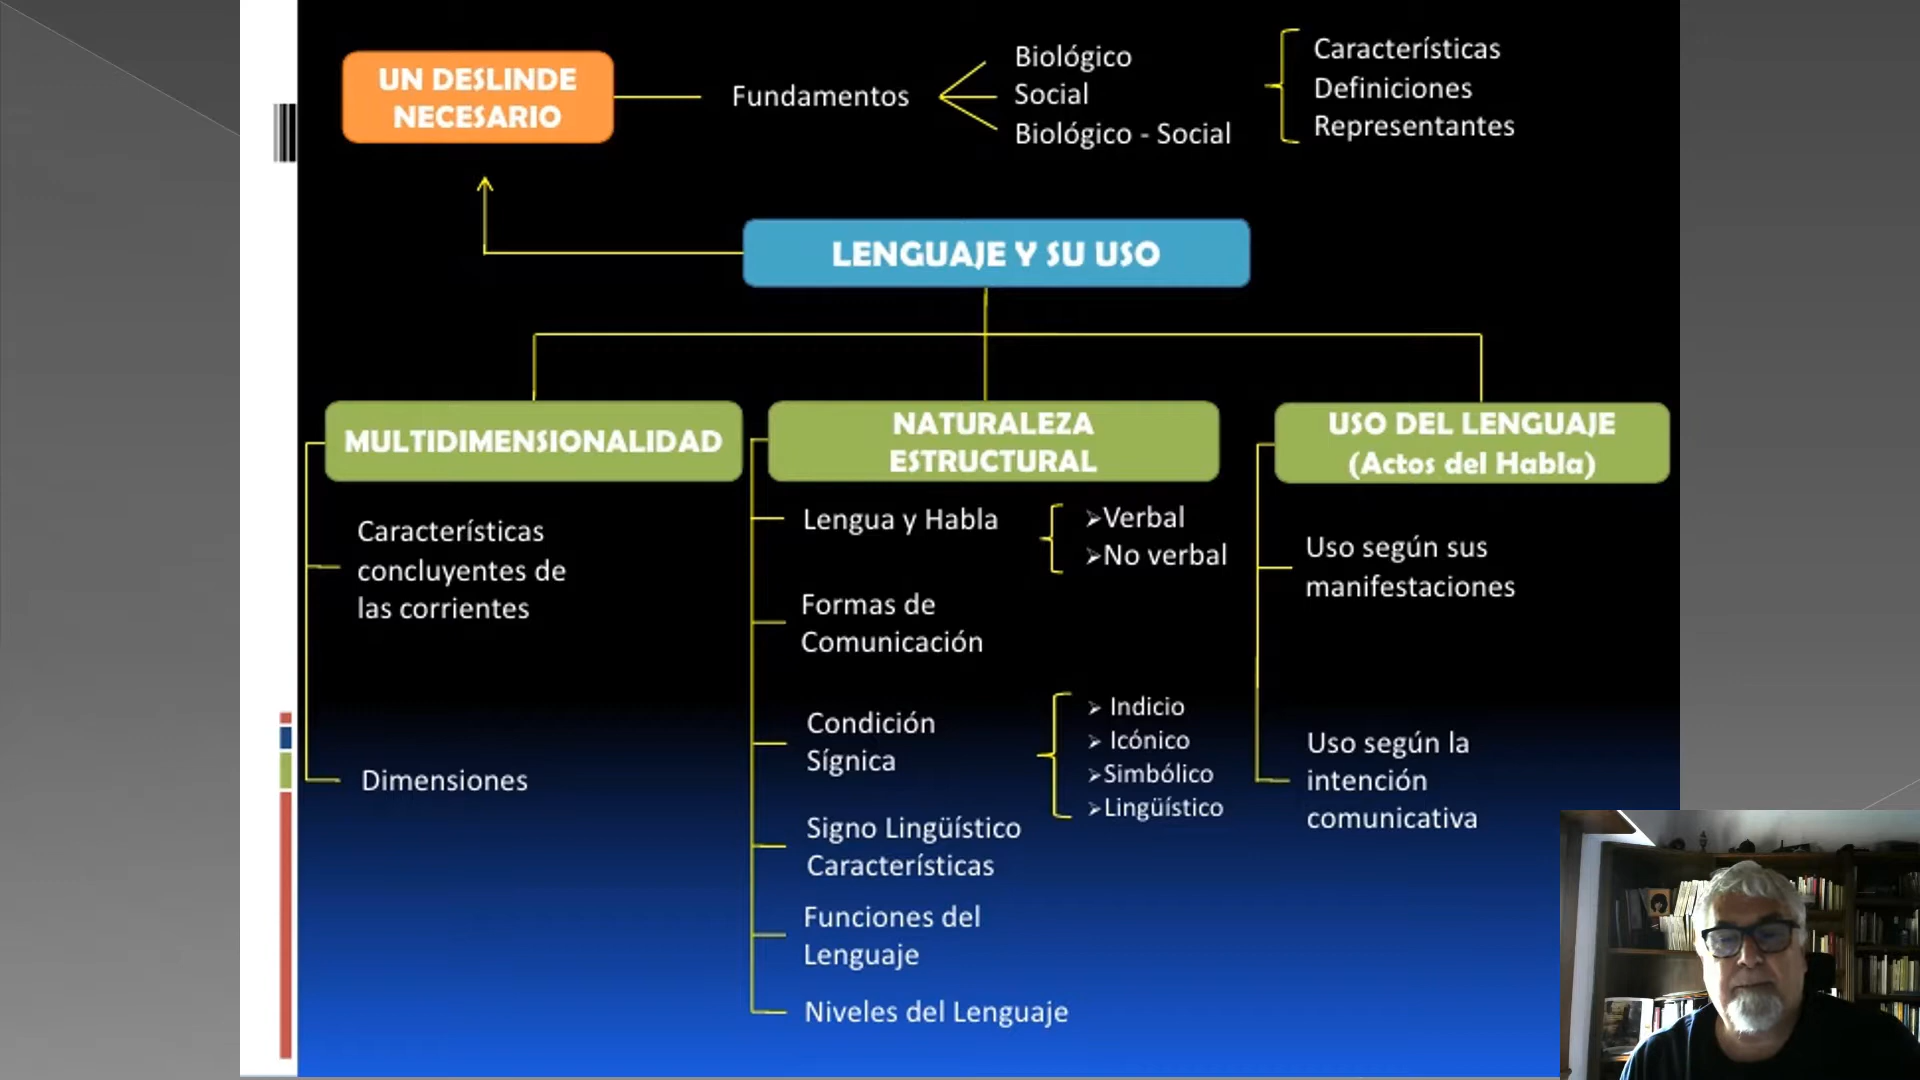 UN DESLINDE
NECESARIO
Fundamentos
Biológico
Social
Biológico - Social
Características
Definiciones
Representantes
LENGUAJE Y SU USO
MULTIDIMENSIONALIDAD
Características
concluyentes de
las corrientes
Dimensiones
NATURALEZA
ESTRUCTURAL
Lengua y Habla
➢Verbal
➢No verbal
Formas de
Comunicación
Condición
Sígnica
➢ Indicio
➢ Icónico
➢Simbólico
➢Lingüístico
Signo Lingüístico
Características
Funciones del
Lenguaje
Niveles del Lenguaje
USO DEL LENGUAJE
(Actos del Habla)
Uso según sus
manifestaciones
Uso según la
intención
comunicativa